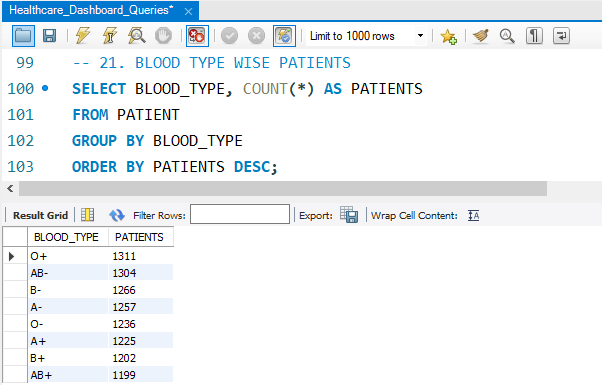 Healthcare_Dashboard_Queries*
Limit to 1000 rows
99 -- 21. BLOOD TYPE WISE PATIENTS
100 SELECT BLOOD_TYPE, COUNT(*) AS PATIENTS
101 FROM PATIENT
102 GROUP BY BLOOD_TYPE
103 ORDER BY PATIENTS DESC;
Result Grid Filter Rows: Export: Wrap Cell Content: IA
BLOOD_TYPE PATIENTS
O+ 1311
AB- 1304
B- 1266
A- 1257
O- 1236
A+ 1225
B+ 1202
AB+ 1199